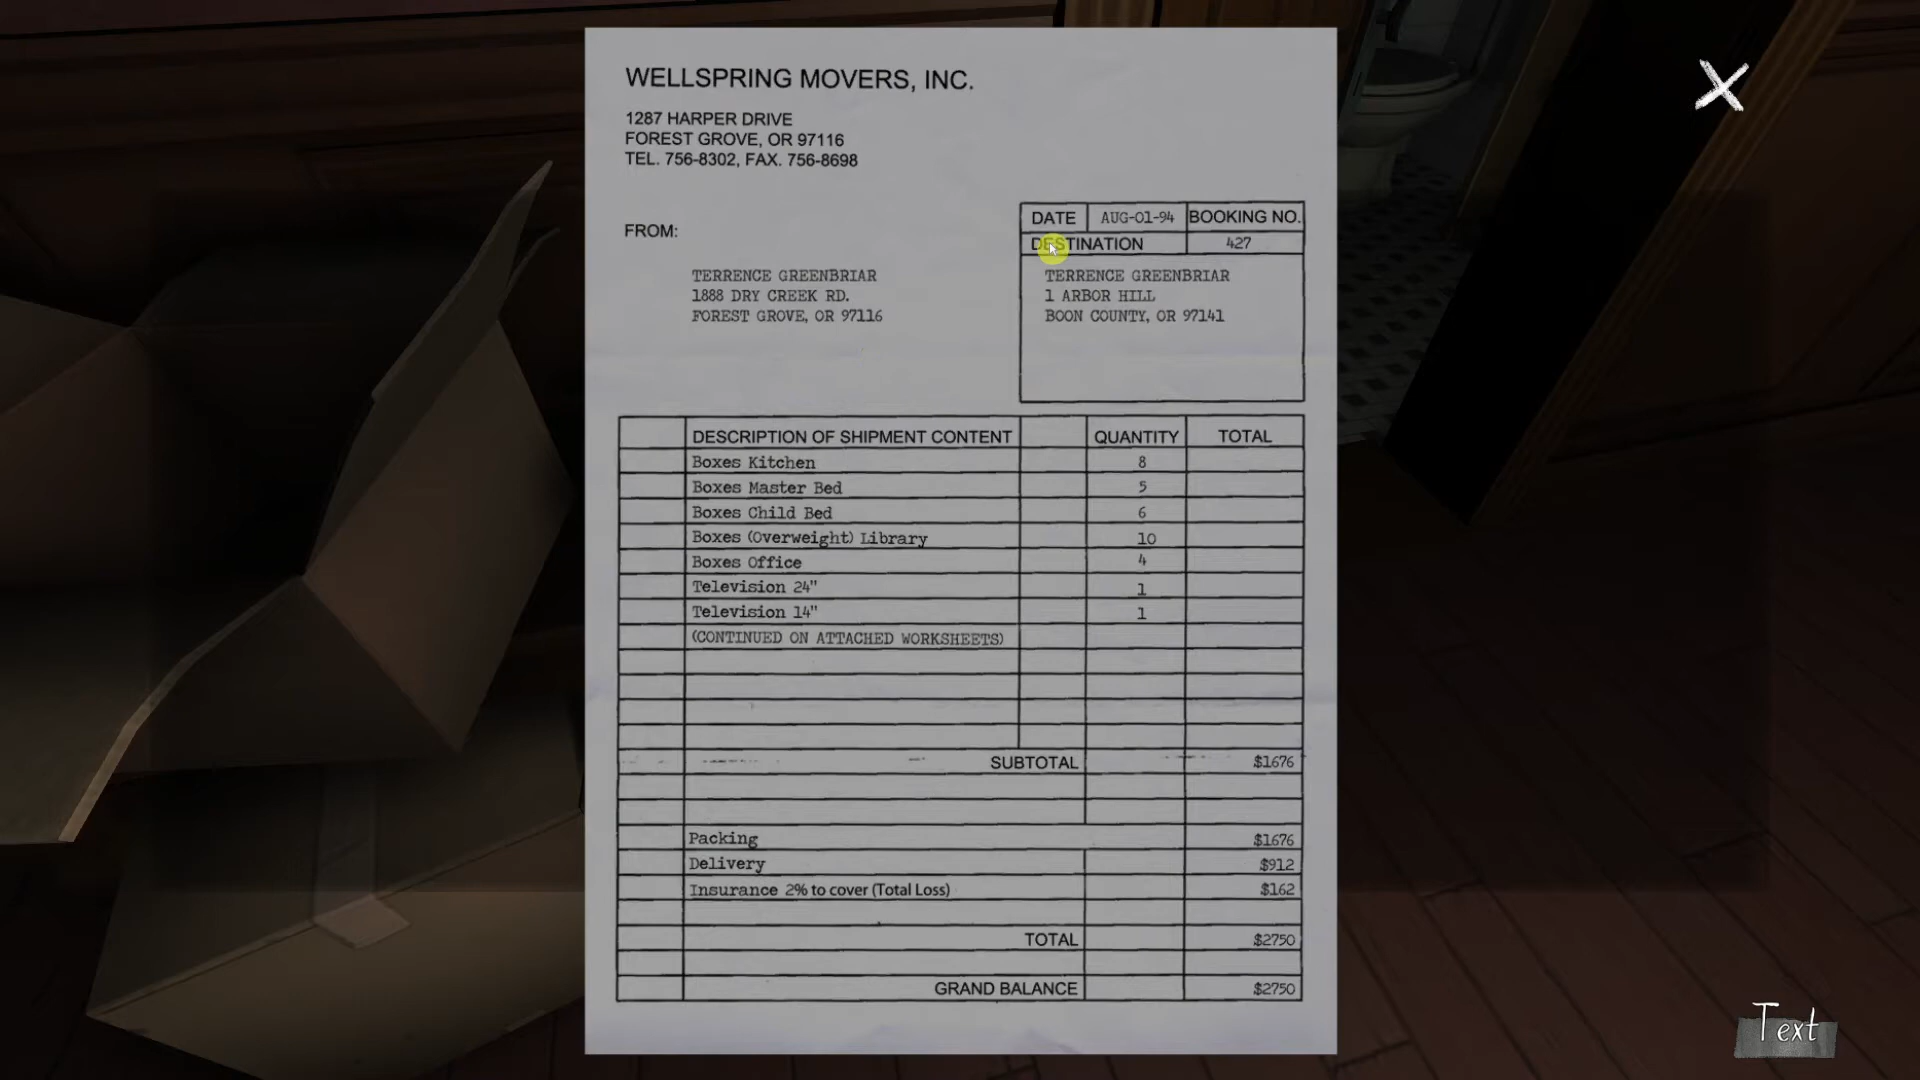 WELLSPRING MOVERS, INC.
1287 HARPER DRIVE
FOREST GROVE, OR 97116
TEL. 756-8302, FAX. 756-8698
DATE AUG-01-94 BOOKING NO.
DESTINATION 427
FROM:
TERRENCE GREENBRIAR
1888 DRY CREEK RD.
FOREST GROVE, OR 97116
TERRENCE GREENBRIAR
1 ARBOR HILL
BOON COUNTY, OR 97141
DESCRIPTION OF SHIPMENT CONTENT QUANTITY TOTAL
Boxes Kitchen 8
Boxes Master Bed 5
Boxes Child Bed 6
Boxes (Overweight) Library 10
Boxes Office 4
Television 24" 1
Television 14" 1
(CONTINUED ON ATTACHED WORKSHEETS)
SUBTOTAL $1676
Packing $1676
Delivery $912
Insurance 2% to cover (Total Loss) $162
TOTAL $2750
GRAND BALANCE $2750
Text